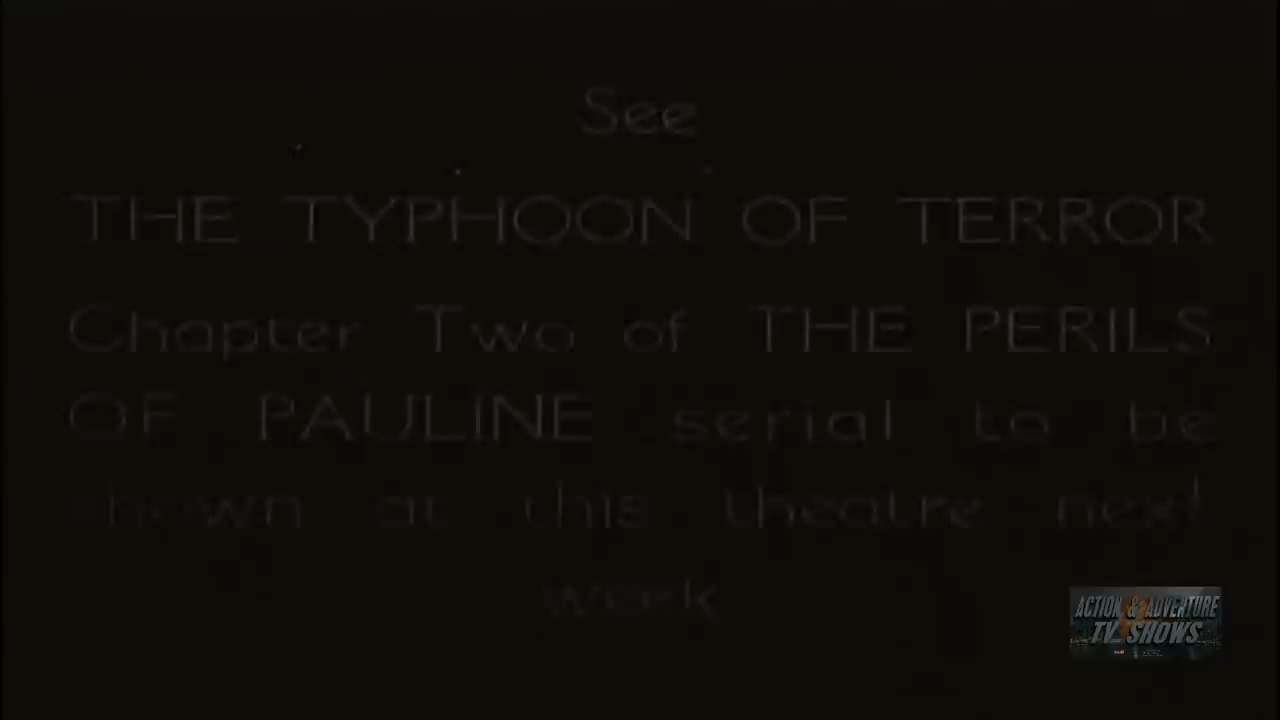 See
THE TYPHOON OF TERROR
Chapter Two of THE PERILS
OF PAULINE serial to be
shown at this theatre next
week
ACTION & ADVENTURE
TV SHOWS